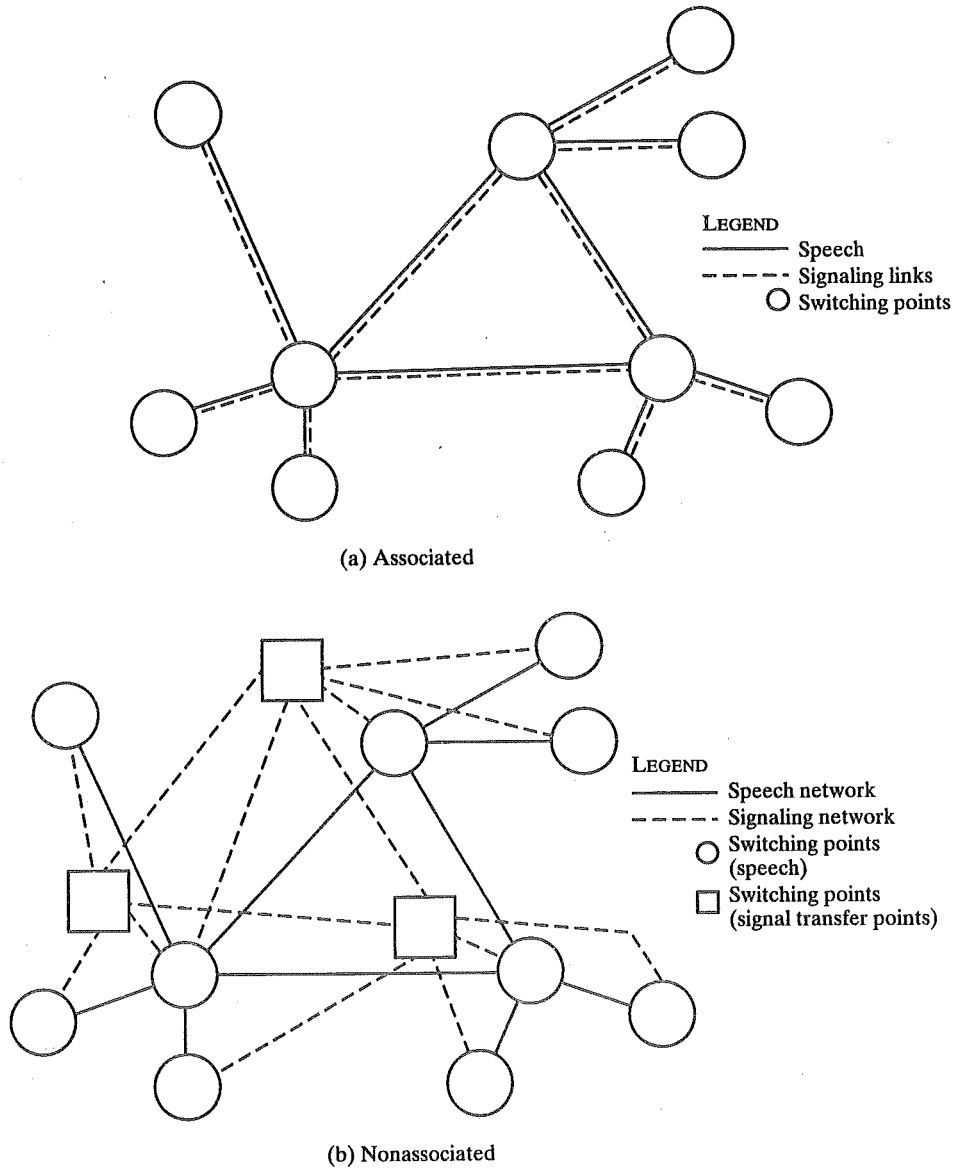 LEGEND
Speech
Signaling links
Switching points
(a) Associated
LEGEND
Speech network
Signaling network
Switching points
(speech)
Switching points
(signal transfer points)
(b) Nonassociated